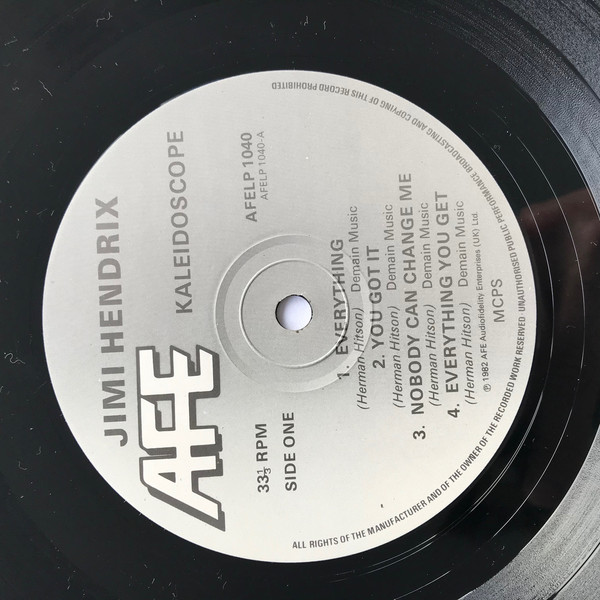 JIMI HENDRIX
KALEIDOSCOPE
AFE
AFELP 1040
AFELP 1040-A
33⅓ RPM
SIDE ONE
1. EVERYTHING
(Herman Hitson) Demain Music
2. YOU GOT IT
(Herman Hitson) Demain Music
3. NOBODY CAN CHANGE ME
(Herman Hitson) Demain Music
4. EVERYTHING YOU GET
(Herman Hitson) Demain Music
℗ 1982 AFE Audiofidelity Enterprises (UK) Ltd.
MCPS
ALL RIGHTS OF THE MANUFACTURER AND OF THE OWNER OF THE RECORDED WORK RESERVED · UNAUTHORISED PUBLIC PERFORMANCE BROADCASTING AND COPYING OF THIS RECORD PROHIBITED